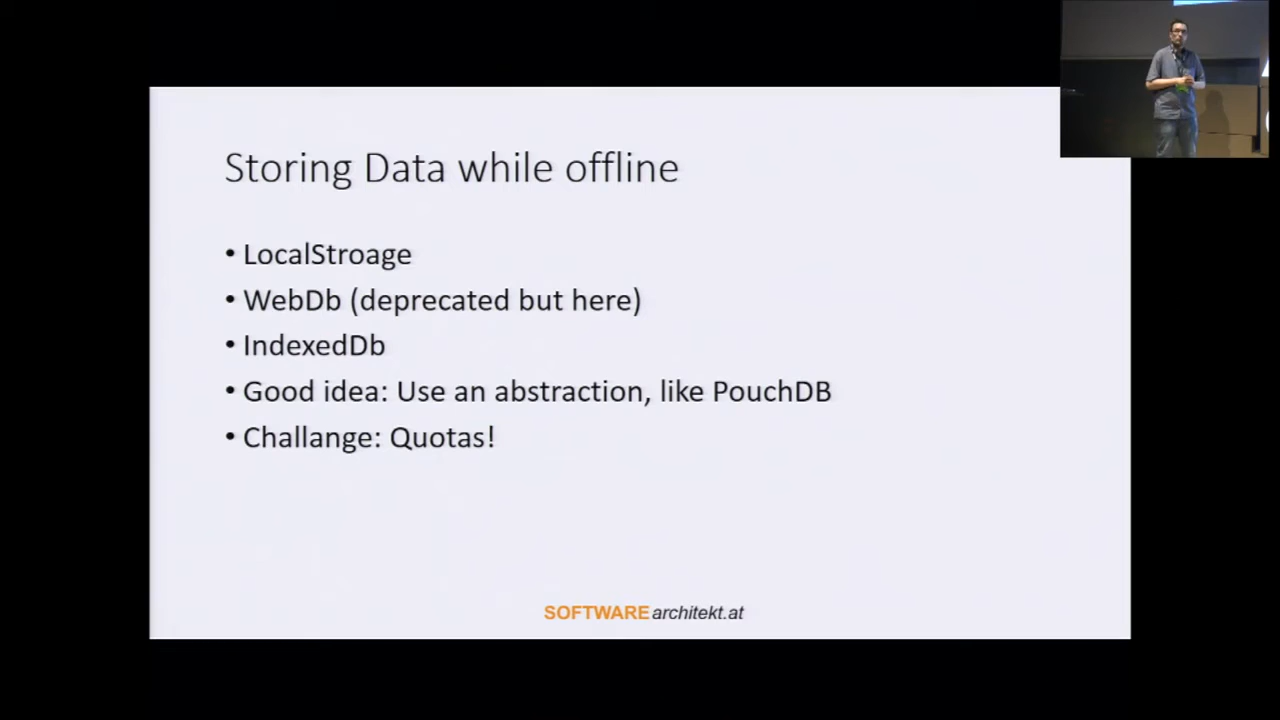 Storing Data while offline
• LocalStroage
• WebDb (deprecated but here)
• IndexedDb
• Good idea: Use an abstraction, like PouchDB
• Challange: Quotas!
SOFTWAREarchitekt.at